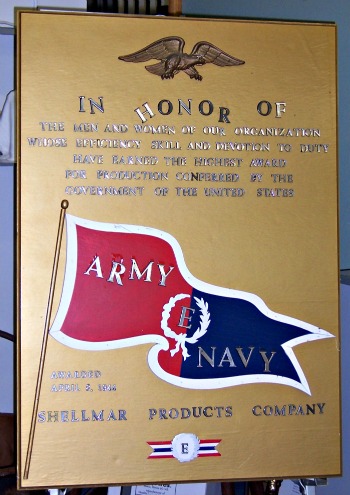 IN HONOR OF
THE MEN AND WOMEN OF OUR ORGANIZATION
WHOSE EFFICIENCY SKILL AND DEVOTION TO DUTY
HAVE EARNED THE HIGHEST AWARD
FOR PRODUCTION CONFERRED BY THE
GOVERNMENT OF THE UNITED STATES
ARMY
E
NAVY
AWARDED
APRIL 5,
SHELLMAR PRODUCTS COMPANY
E